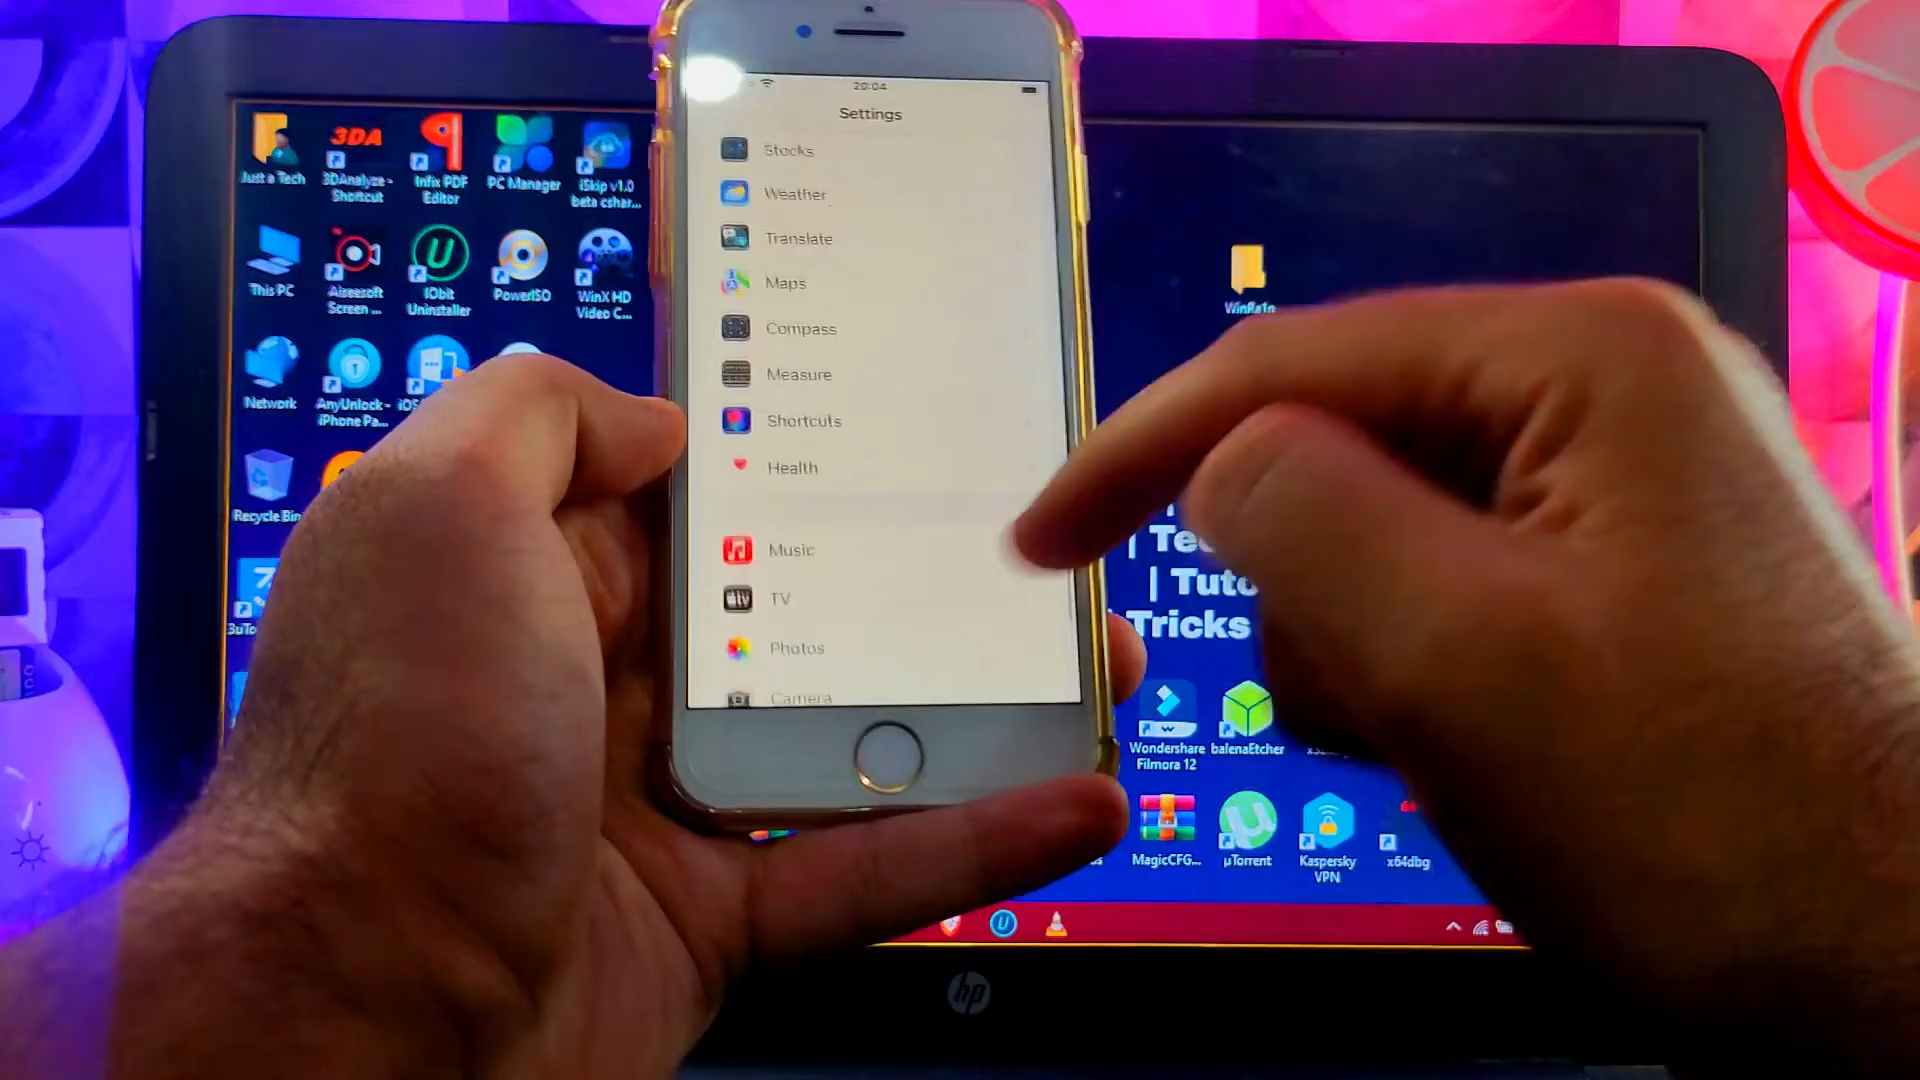 20:04
Settings
Stocks
Weather
Translate
Maps
Compass
Measure
Shortcuts
Health
Music
TV
Photos
Camera
Just a Tech
3DA
3DAnalyze -
Shortcut
Infix PDF
Editor
PC Manager
iSkip v1.0
beta cshar...
This PC
Aiseesoft
Screen ...
IObit
Uninstaller
PowerISO
WinX HD
Video C...
Network
AnyUnlock -
iPhone Pa...
Recycle Bin
WinRa1n
| Tuto
Tricks
Wondershare
Filmora 12
balenaEtcher
MagicCFG...
µTorrent
Kaspersky
VPN
64
x64dbg
hp